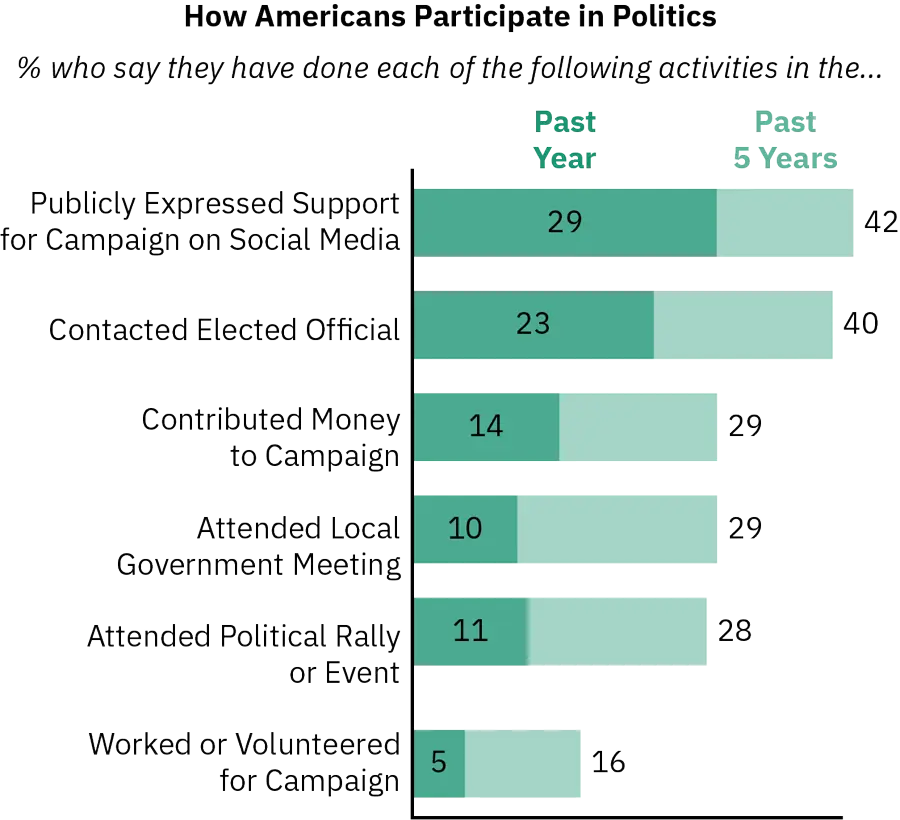 How Americans Participate in Politics
% who say they have done each of the following activities in the...
Past
Year
Past
5 Years
Publicly Expressed Support
for Campaign on Social Media
29
42
Contacted Elected Official
23
40
Contributed Money
to Campaign
14
29
Attended Local
Government Meeting
10
29
Attended Political Rally
or Event
11
28
Worked or Volunteered
for Campaign
5
16